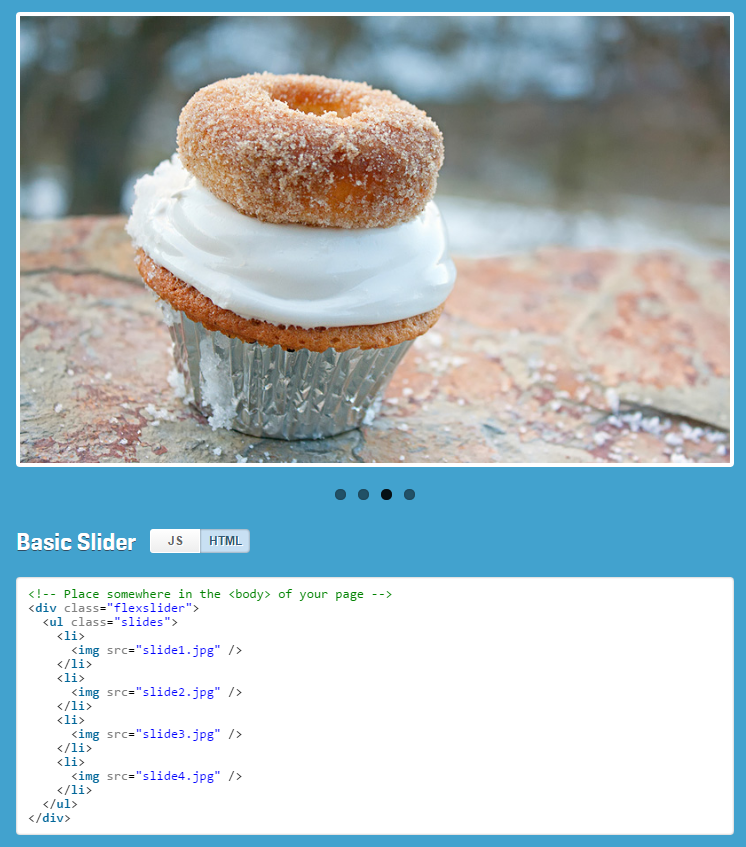 Basic Slider JS HTML
<!-- Place somewhere in the <body> of your page -->
<div class="flexslider">
  <ul class="slides">
    <li>
      <img src="slide1.jpg" />
    </li>
    <li>
      <img src="slide2.jpg" />
    </li>
    <li>
      <img src="slide3.jpg" />
    </li>
    <li>
      <img src="slide4.jpg" />
    </li>
  </ul>
</div>